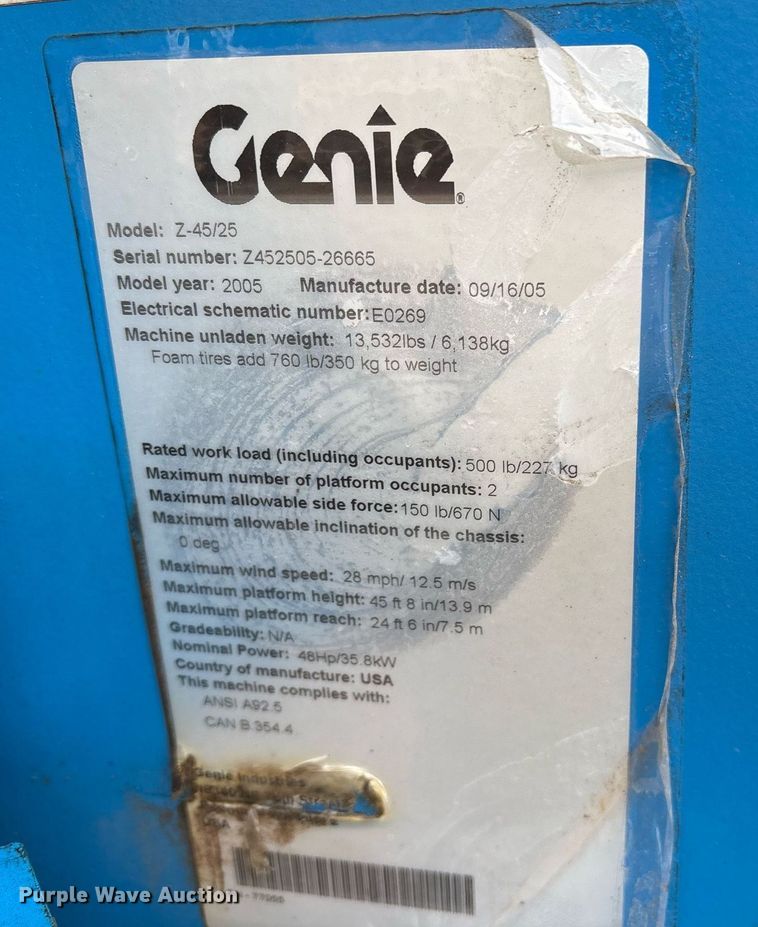 Genie®
Model: Z-45/25
Serial number: Z452505-26665
Model year: 2005 Manufacture date: 09/16/05
Electrical schematic number:E0269
Machine unladen weight: 13,532lbs / 6,138kg
Foam tires add 760 lb/350 kg to weight
Rated work load (including occupants): 500 lb/227 kg
Maximum number of platform occupants: 2
Maximum allowable side force: 150 lb/670 N
Maximum allowable inclination of the chassis:
0 deg
Maximum wind speed: 28 mph/ 12.5 m/s
Maximum platform height: 45 ft 8 in/13.9 m
Maximum platform reach: 24 ft 6 in/7.5 m
Gradeability: N/A
Nominal Power: 48Hp/35.8kW
Country of manufacture: USA
This machine complies with:
ANSI A92.5
CAN B 354.4
Genie Industries
Purple Wave Auction